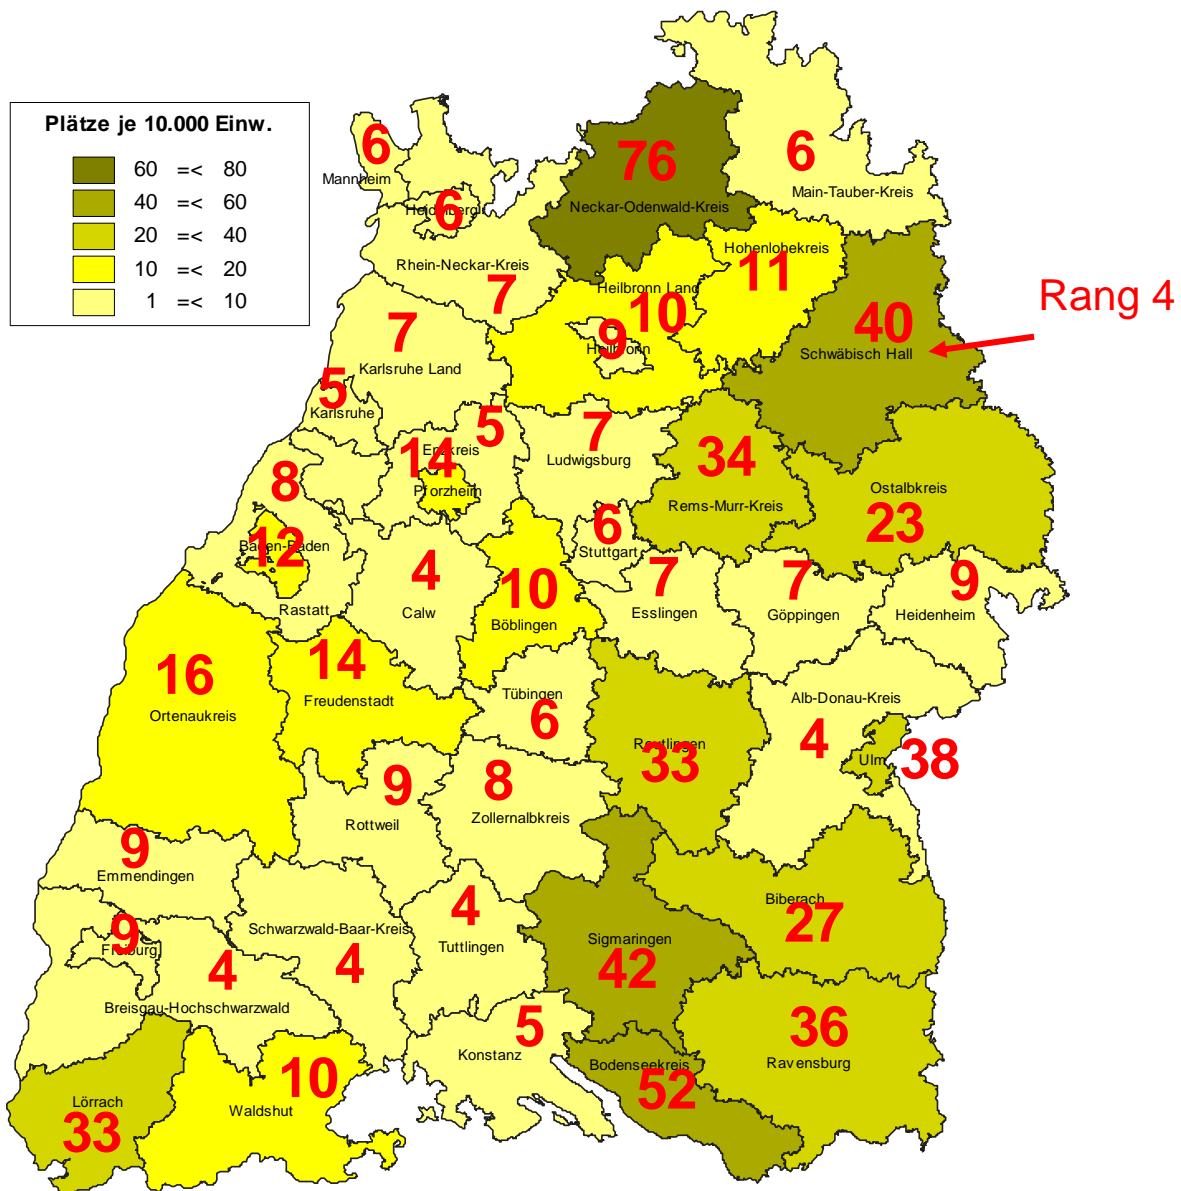 Plätze je 10.000 Einw.
60 =< 80
40 =< 60
20 =< 40
10 =< 20
1 =< 10
6
Mannheim
6
Heidelberg
76
Neckar-Odenwald-Kreis
6
Main-Tauber-Kreis
Rhein-Neckar-Kreis
7
Hohenlohekreis
11
Heilbronn Land
10
9
Heilbronn
40
Schwäbisch Hall
Rang 4
7
Karlsruhe Land
5
Karlsruhe
5
Enzkreis
14
Pforzheim
7
Ludwigsburg
34
Rems-Murr-Kreis
Ostalbkreis
23
8
12
Baden-Baden
Rastatt
4
Calw
10
Böblingen
6
Stuttgart
7
Esslingen
7
Göppingen
9
Heidenheim
16
Ortenaukreis
14
Freudenstadt
Tübingen
6
Reutlingen
33
Alb-Donau-Kreis
4
Ulm
38
9
Rottweil
8
Zollernalbkreis
9
Emmendingen
9
Freiburg
4
Breisgau-Hochschwarzwald
Schwarzwald-Baar-Kreis
4
4
Tuttlingen
Sigmaringen
42
Biberach
27
5
Konstanz
36
Ravensburg
Bodenseekreis
52
Lörrach
33
10
Waldshut